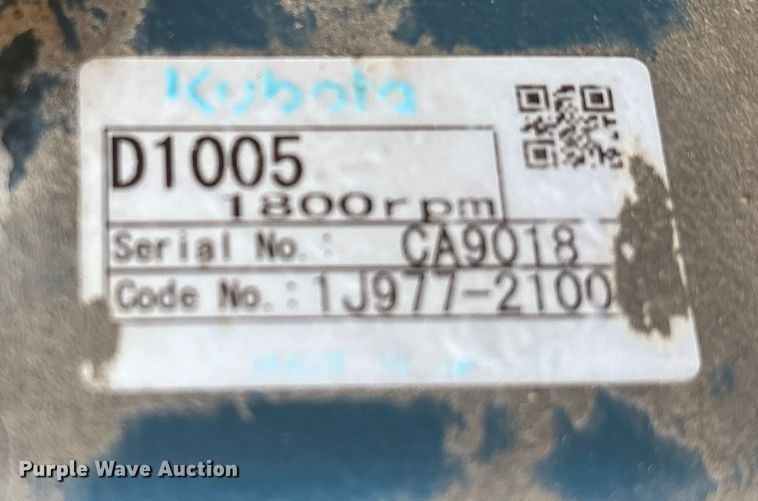 Kubota
D1005
1800rpm
Serial No.: CA9018
Code No.: 1J977-2100
Purple Wave Auction